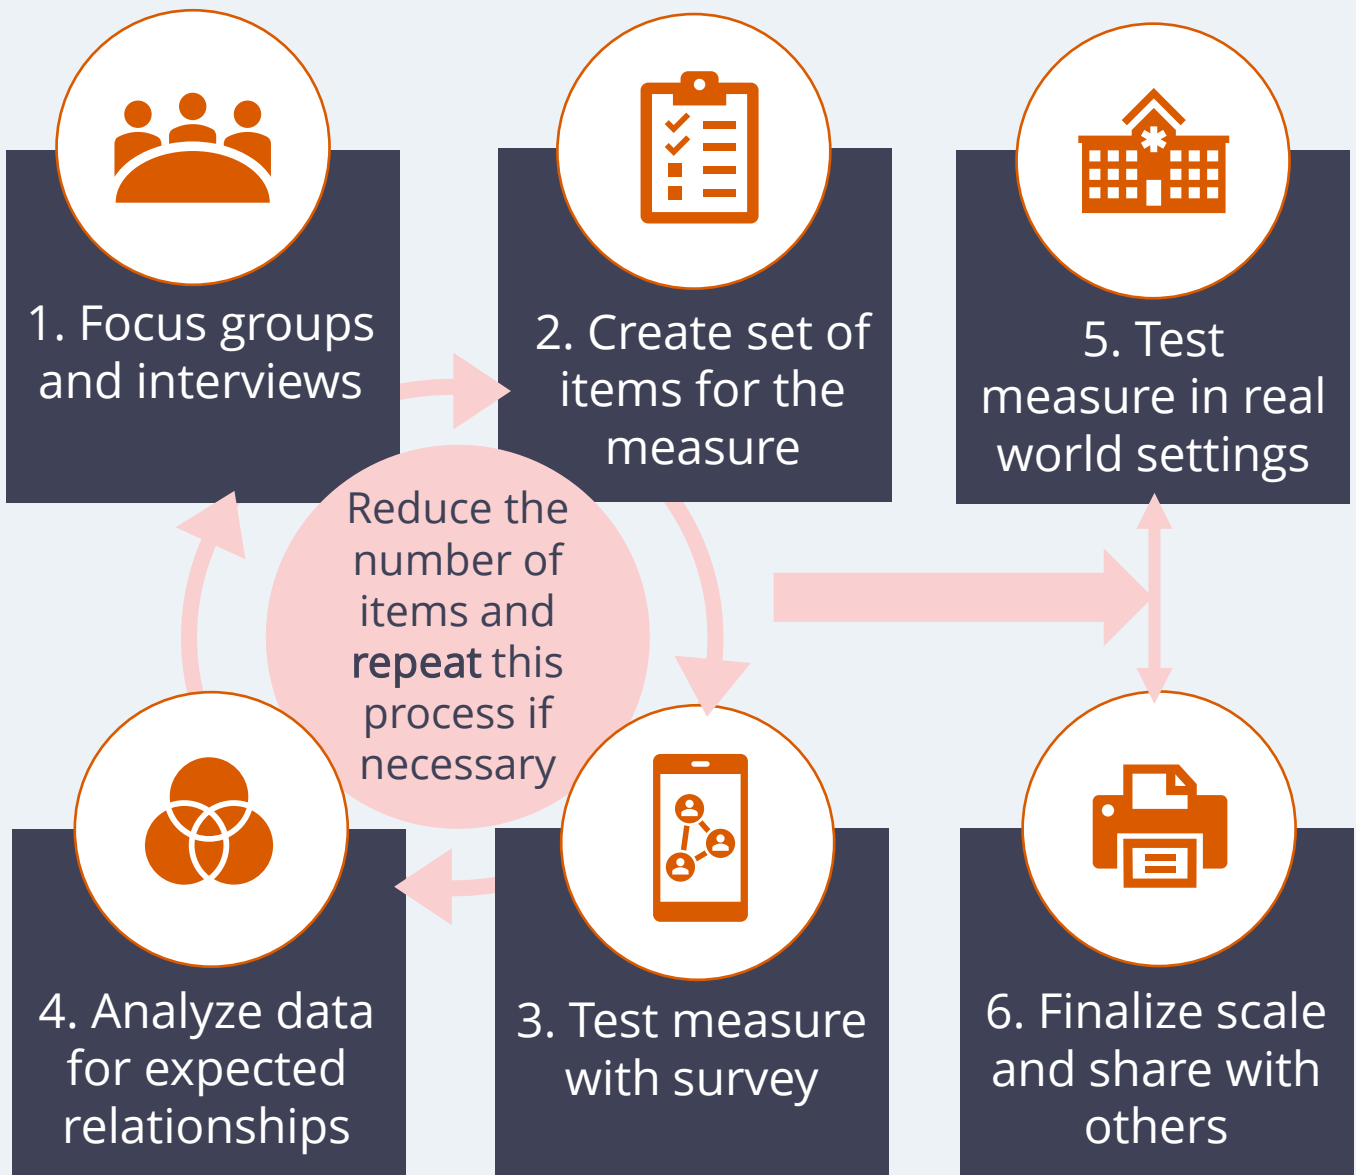 1. Focus groups
and interviews
2. Create set of
items for the
measure
5. Test
measure in real
world settings
Reduce the
number of
items and
repeat this
process if
necessary
4. Analyze data
for expected
relationships
3. Test measure
with survey
6. Finalize scale
and share with
others